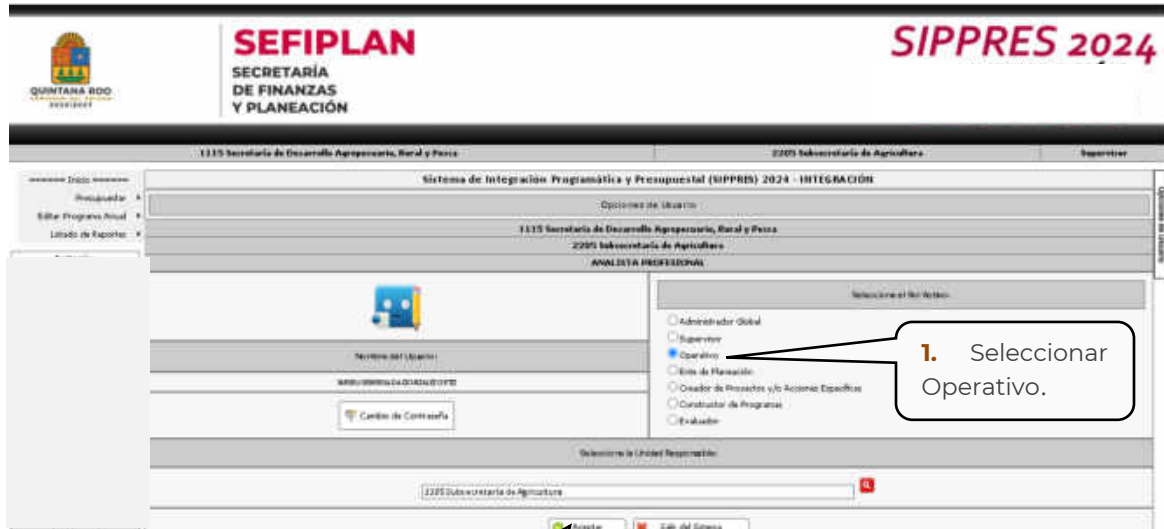 SEFIPLAN
SECRETARÍA
DE FINANZAS
Y PLANEACIÓN
QUINTANA ROO
SIPPRES 2024
1115 Secretaría de Desarrollo Agropecuario, Rural y Pesca
2205 Subsecretaría de Agricultura
Supervisor
Inicio
Presupuestar
Editar Programa Anual
Listado de Reportes
Sistema de Integración Programática y Presupuestal (SIPPRES) 2024 - INTEGRACIÓN
Opciones de Usuario
1115 Secretaría de Desarrollo Agropecuario, Rural y Pesca
2205 Subsecretaría de Agricultura
ANALISTA PROFESIONAL
Opciones de Usuario
Nombre del Usuario:
Cambio de Contraseña
Seleccione el Rol Activo:
Administrador Global
Supervisor
Operativo
Ente de Planeación
Creador de Proyectos y/o Acciones Específicas
Constructor de Programas
Evaluador
1. Seleccionar
Operativo.
Seleccione la Unidad Responsable:
2205 Subsecretaría de Agricultura
Aceptar
Salir del Sistema